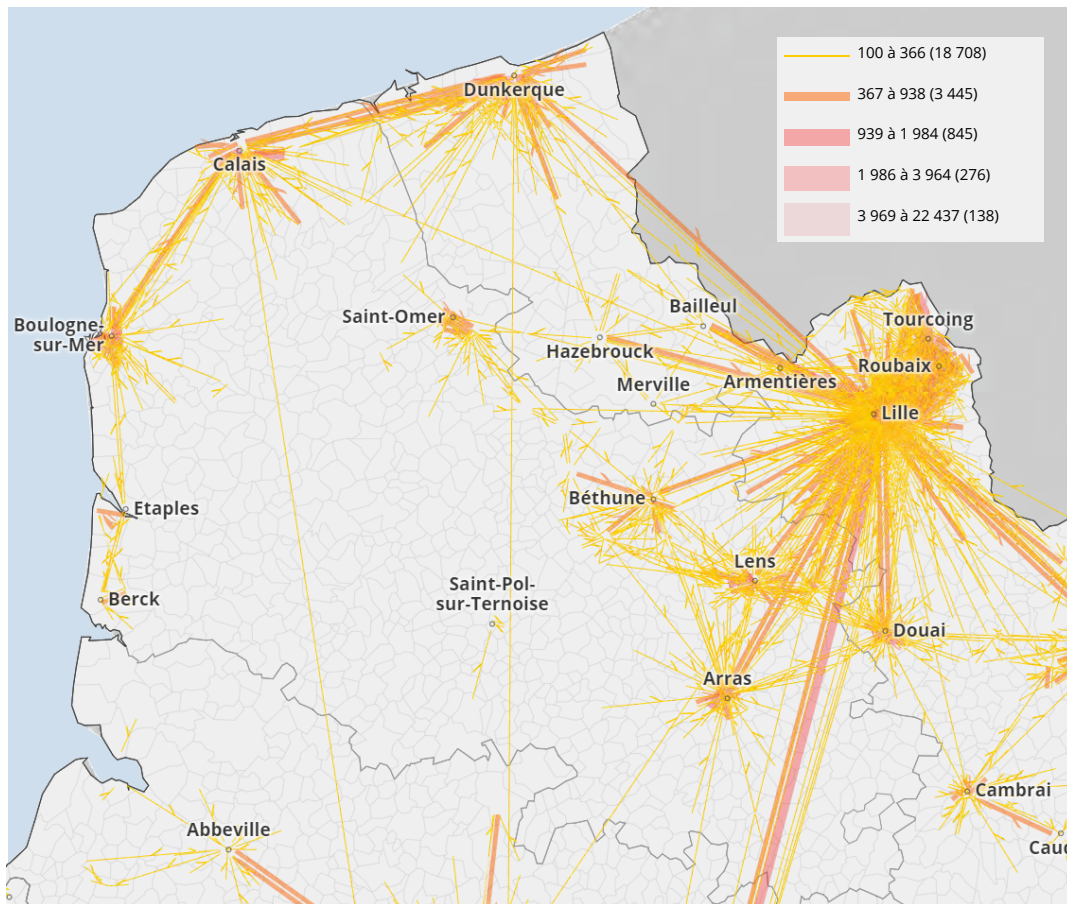 100 à 366 (18 708)
367 à 938 (3 445)
939 à 1 984 (845)
1 986 à 3 964 (276)
3 969 à 22 437 (138)
Dunkerque
Calais
Bailleul
Saint-Omer
Tourcoing
Boulogne-
sur-Mer
Hazebrouck
Roubaix
Merville
Armentières
Lille
Béthune
Etaples
Lens
Saint-Pol-
sur-Ternoise
Berck
Douai
Arras
Cambrai
Abbeville
Caud